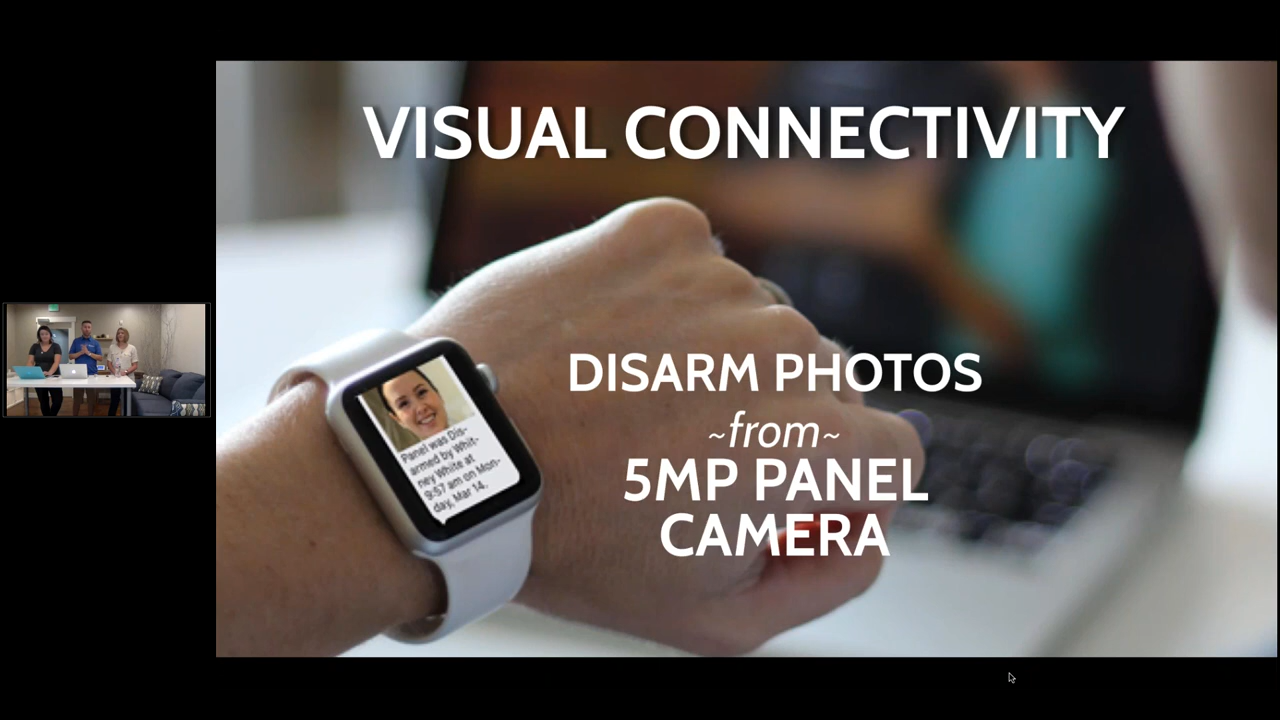 VISUAL CONNECTIVITY
DISARM PHOTOS
~from~
5MP PANEL
CAMERA
Panel was Dis-
armed by Whit-
ney White at
9:57 am on Mon-
day, Mar 14,